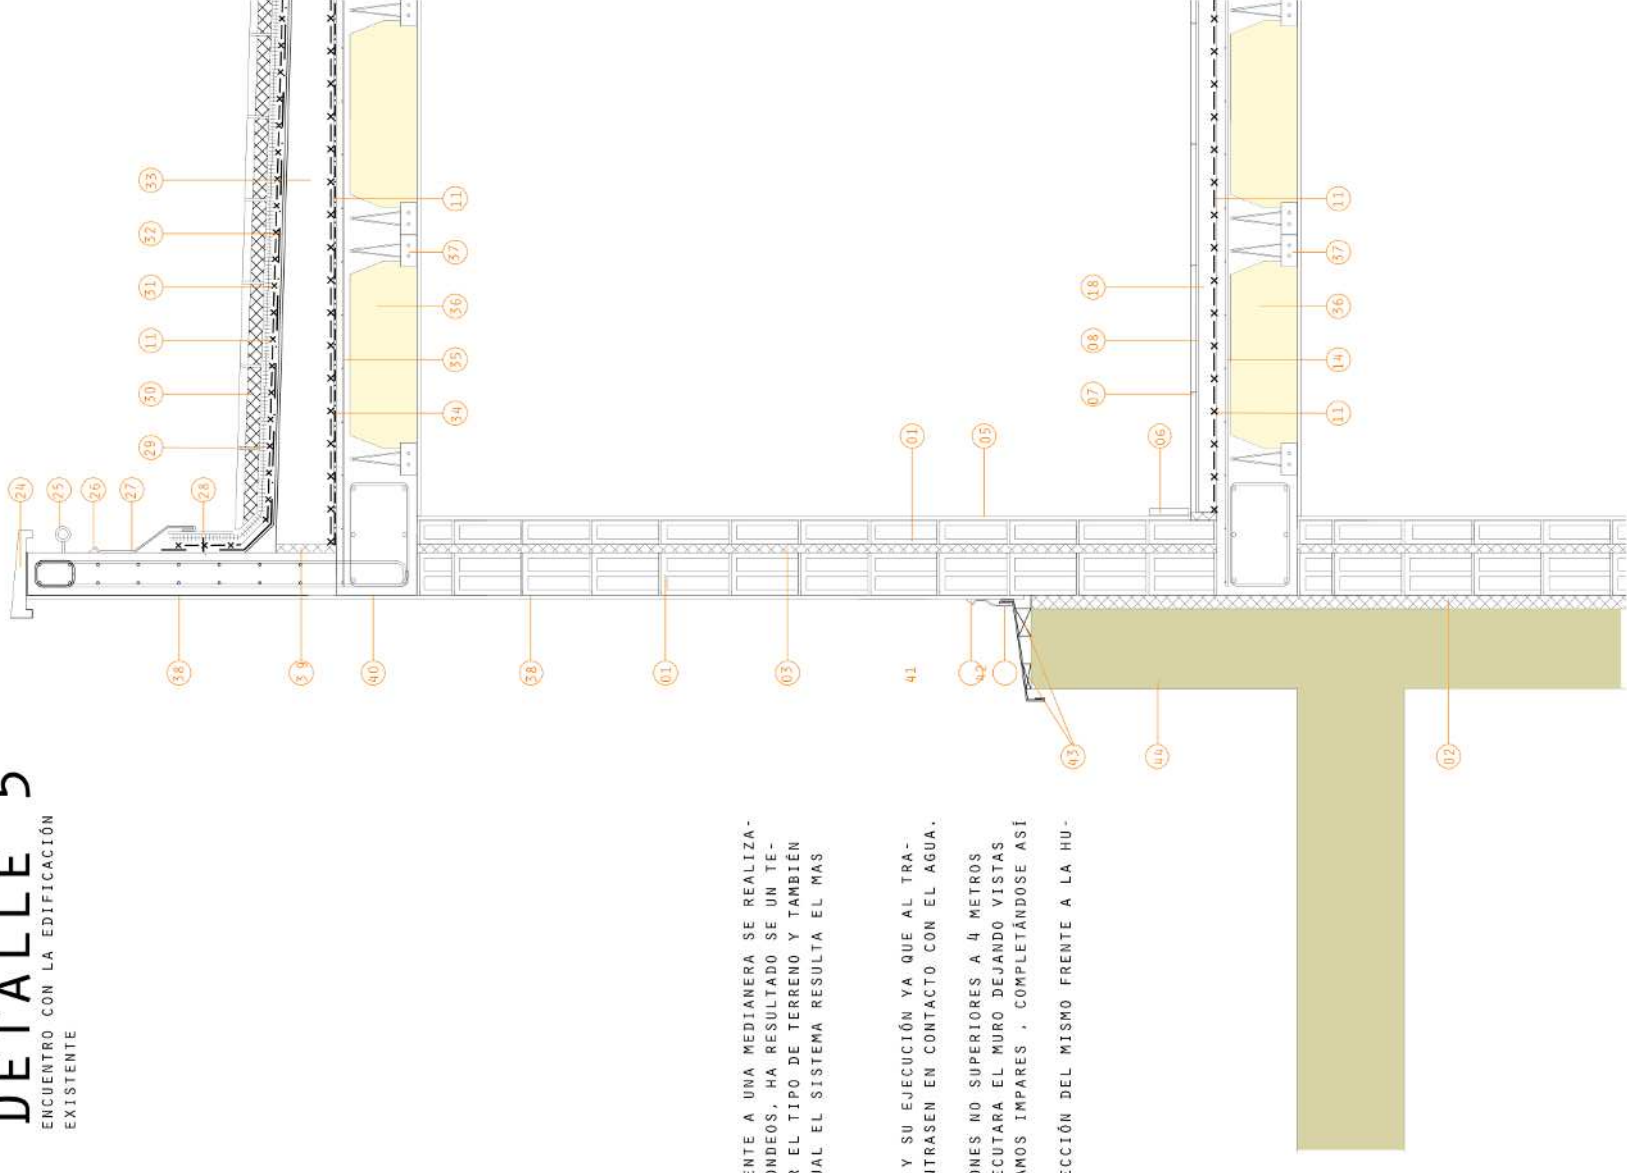 DETALLE 5
ENCUENTRO CON LA EDIFICACIÓN
EXISTENTE
24
25
26
27
28
29
30
11
31
32
33
34
35
36
37
11
38
39
40
38
01
03
41
42
43
44
02
01
05
06
07
08
18
11
14
36
37
11
ENTE A UNA MEDIANERA SE REALIZA-
ONDEOS, HA RESULTADO SE UN TE-
R EL TIPO DE TERRENO Y TAMBIÉN
UAL EL SISTEMA RESULTA EL MAS
Y SU EJECUCIÓN YA QUE AL TRA-
NTRASEN EN CONTACTO CON EL AGUA.
ONES NO SUPERIORES A 4 METROS
ECUTARA EL MURO DEJANDO VISTAS
AMOS IMPARES , COMPLETÁNDOSE ASÍ
ECCIÓN DEL MISMO FRENTE A LA HU-